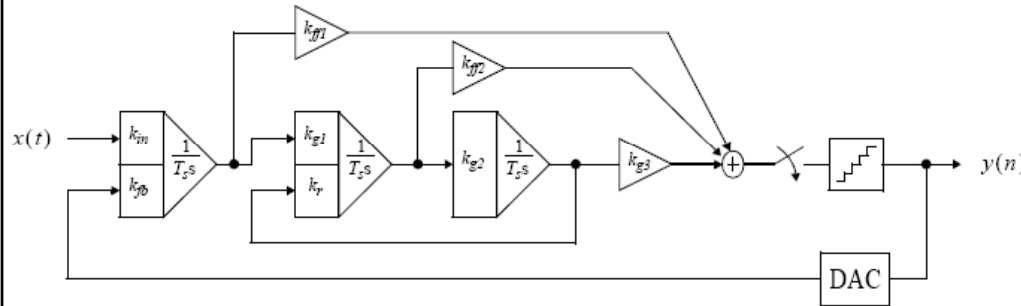 k_ff1
k_ff2
x(t)
k_in
k_fb
1
T_s s
k_g1
k_r
1
T_s s
k_g2
1
T_s s
k_g3
+
y(n)
DAC